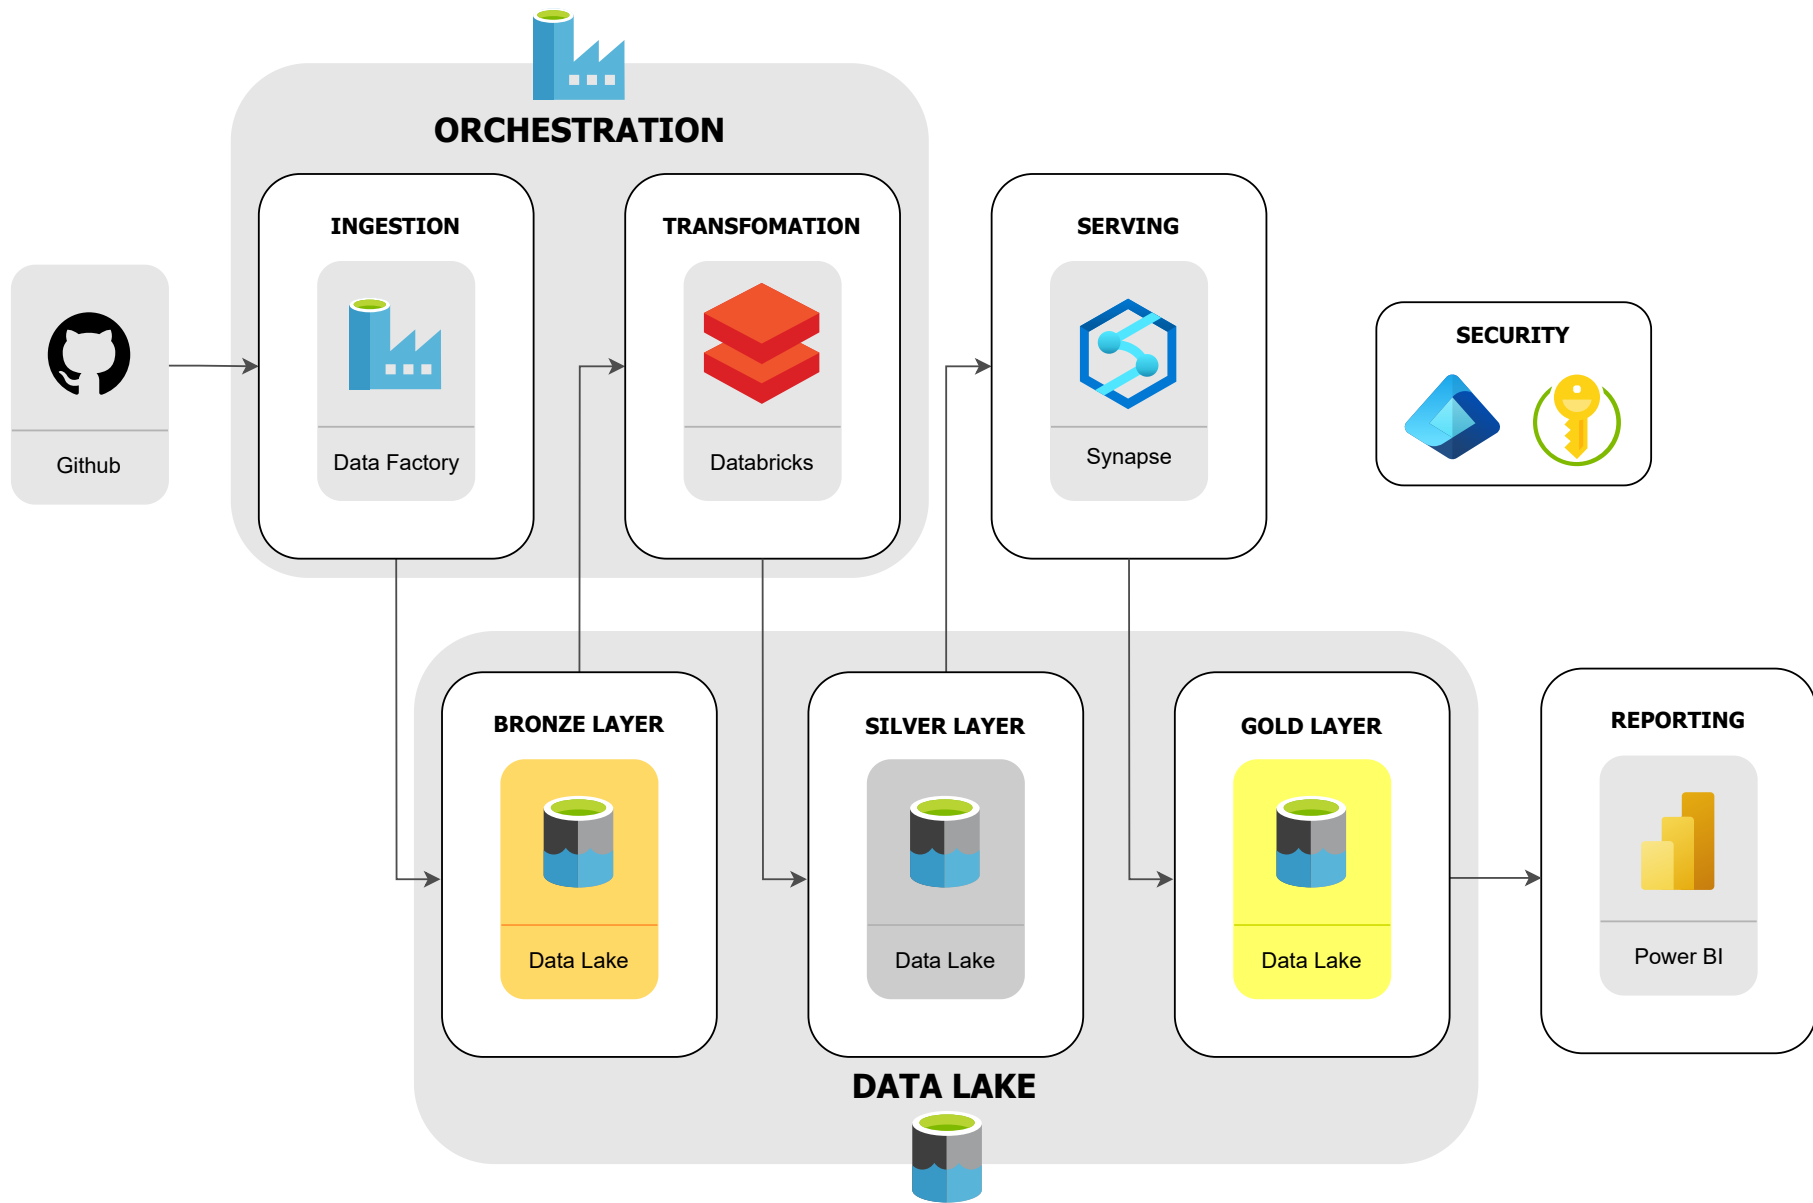 ORCHESTRATION
INGESTION
TRANSFOMATION
SERVING
SECURITY
Github
Data Factory
Databricks
Synapse
BRONZE LAYER
SILVER LAYER
GOLD LAYER
REPORTING
Data Lake
Data Lake
Data Lake
Power BI
DATA LAKE